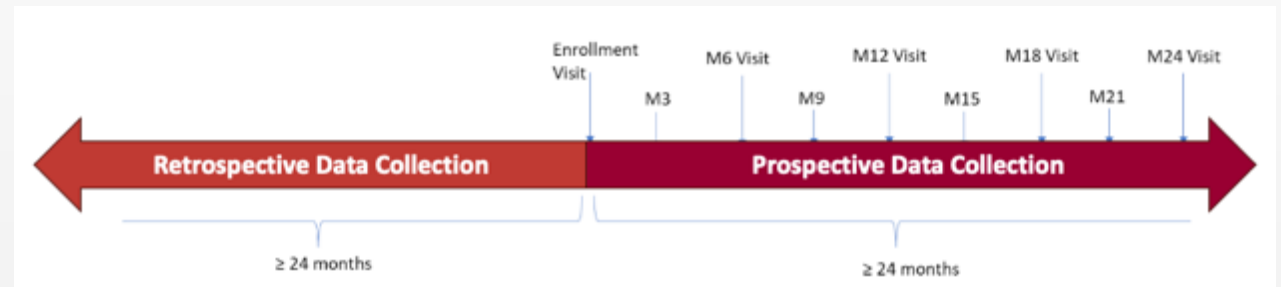 Enrollment
Visit
M3
M6 Visit
M9
M12 Visit
M15
M18 Visit
M21
M24 Visit
Retrospective Data Collection
Prospective Data Collection
≥ 24 months
≥ 24 months